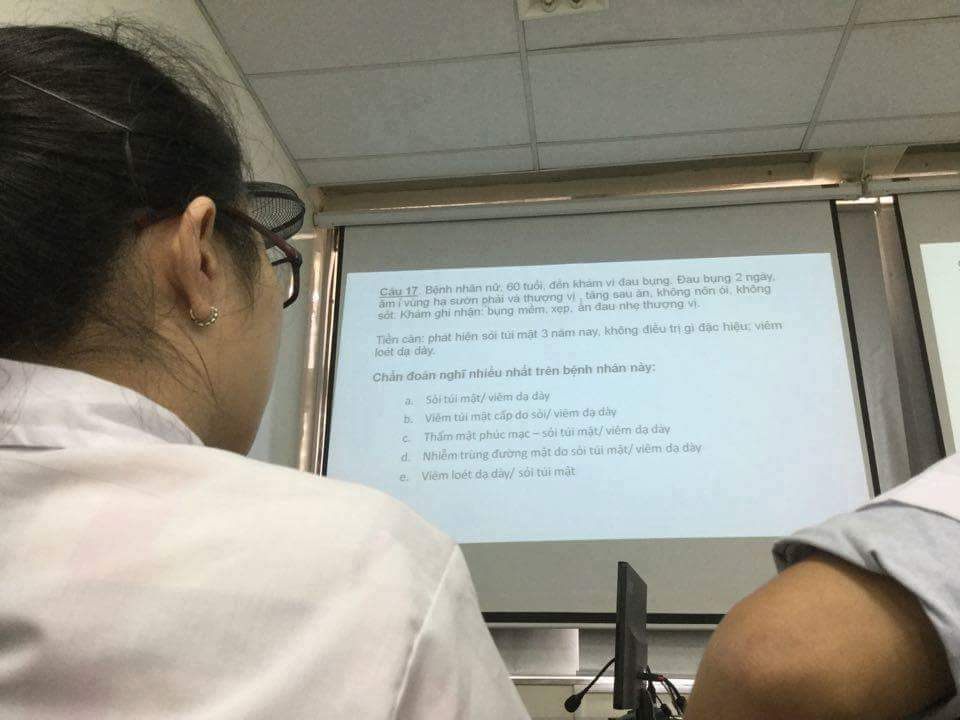 Câu 17. Bệnh nhân nữ, 60 tuổi, đến khám vì đau bụng. Đau bụng 2 ngày,
âm ỉ vùng hạ sườn phải và thượng vị , tăng sau ăn, không nôn ói, không
sốt. Khám ghi nhận: bụng mềm, xẹp, ấn đau nhẹ thượng vị.
Tiền căn: phát hiện sỏi túi mật 3 năm nay, không điều trị gì đặc hiệu; viêm
loét dạ dày.
Chẩn đoán nghĩ nhiều nhất trên bệnh nhân này:
a. Sỏi túi mật/ viêm dạ dày
b. Viêm túi mật cấp do sỏi/ viêm dạ dày
c. Thấm mật phúc mạc – sỏi túi mật/ viêm dạ dày
d. Nhiễm trùng đường mật do sỏi túi mật/ viêm dạ dày
e. Viêm loét dạ dày/ sỏi túi mật